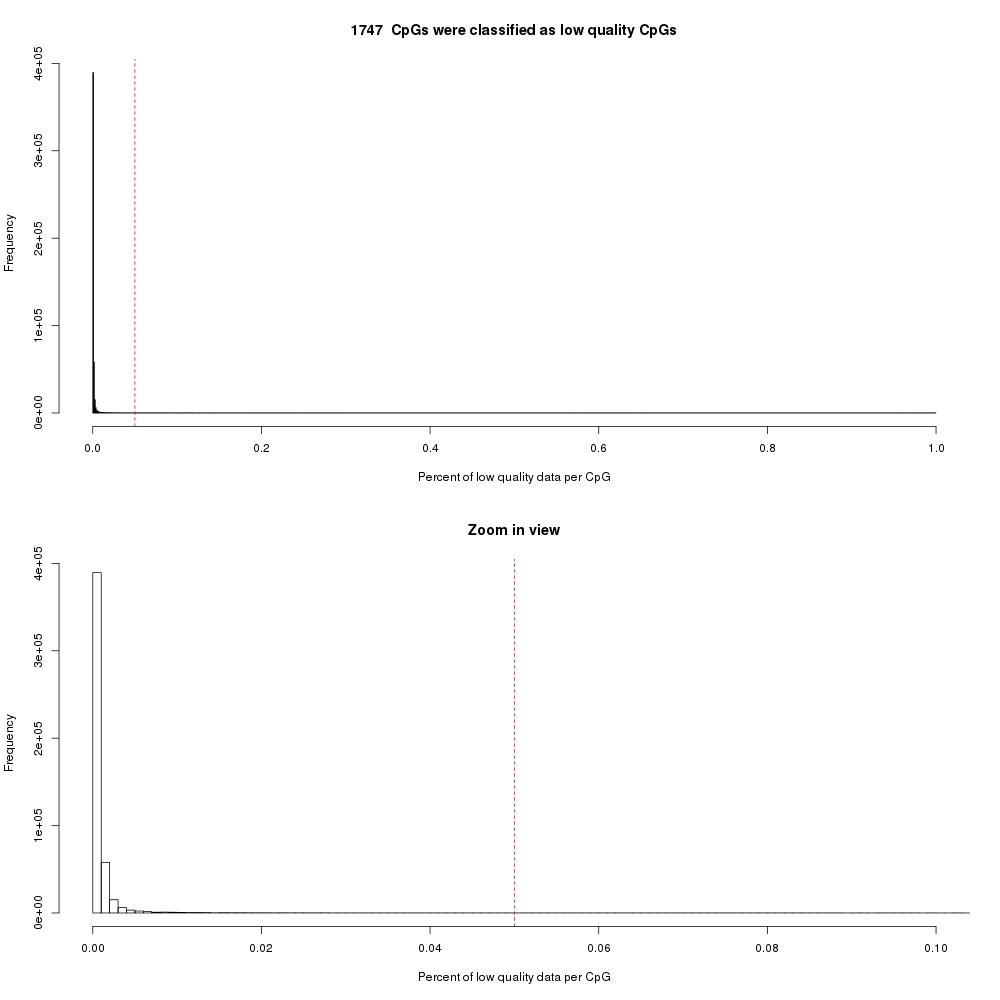 1747  CpGs were classified as low quality CpGs
4e+05
3e+05
2e+05
1e+05
0e+00
Frequency
0.0 0.2 0.4 0.6 0.8 1.0
Percent of low quality data per CpG
Zoom in view
4e+05
3e+05
2e+05
1e+05
0e+00
Frequency
0.00 0.02 0.04 0.06 0.08 0.10
Percent of low quality data per CpG